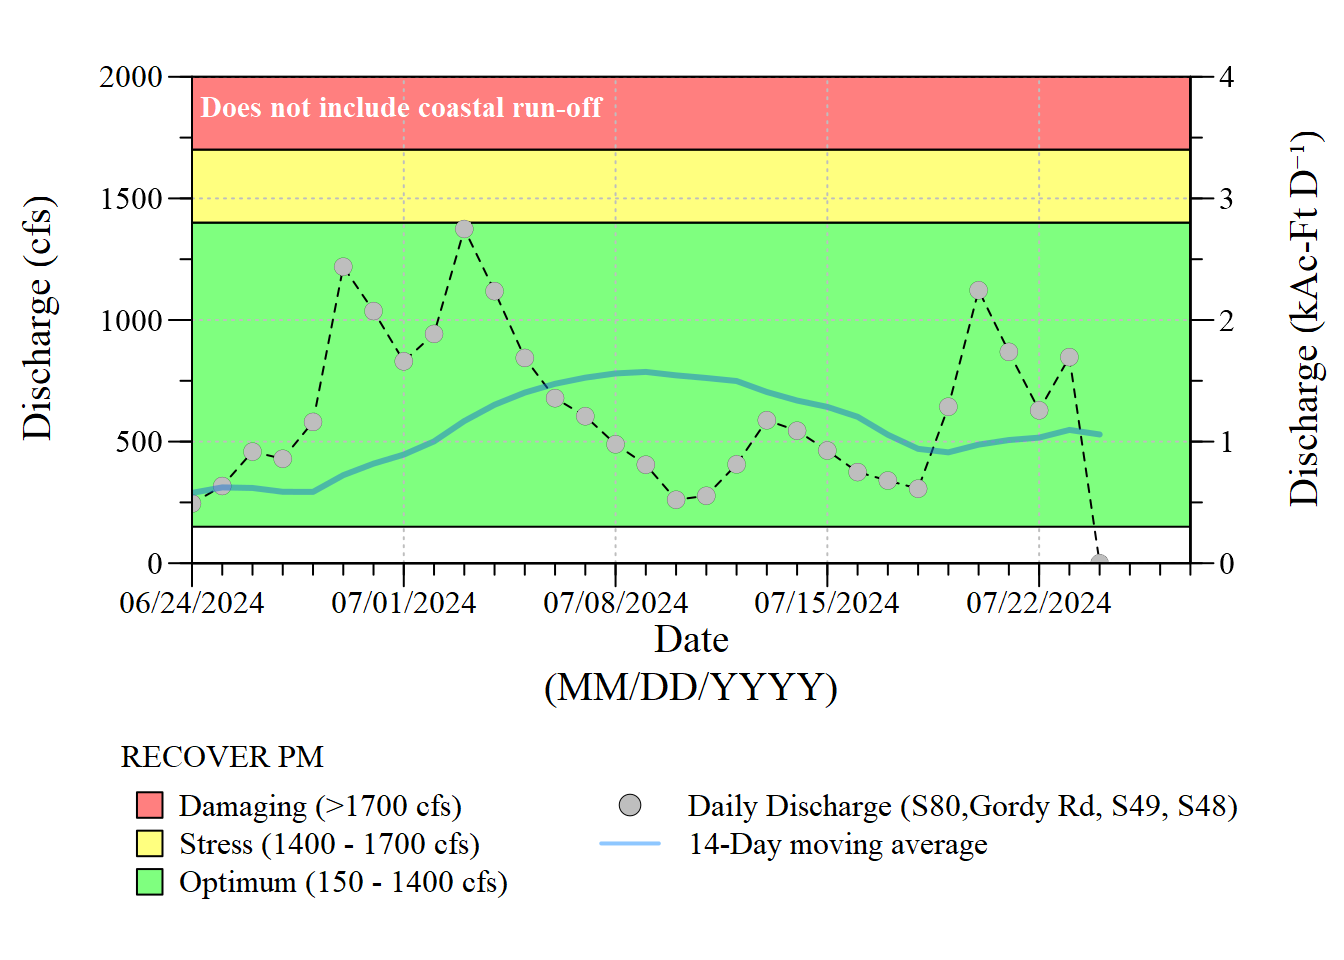 2000
1500
1000
500
0
Discharge (cfs)
Does not include coastal run-off
4
3
2
1
0
Discharge (kAc-Ft D⁻¹)
06/24/2024 07/01/2024 07/08/2024 07/15/2024 07/22/2024
Date
(MM/DD/YYYY)
RECOVER PM
Damaging (>1700 cfs)
Stress (1400 - 1700 cfs)
Optimum (150 - 1400 cfs)
Daily Discharge (S80,Gordy Rd, S49, S48)
14-Day moving average